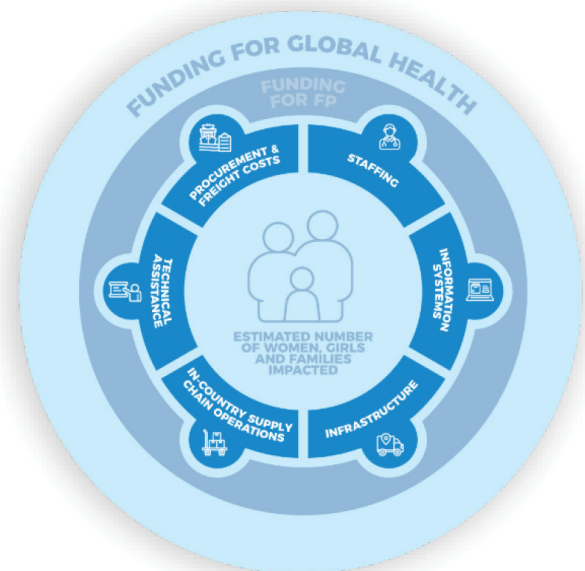 FUNDING FOR GLOBAL HEALTH
FUNDING
FOR FP
PROCUREMENT &
FREIGHT COSTS
STAFFING
TECHNICAL
ASSISTANCE
INFORMATION
SYSTEMS
ESTIMATED NUMBER
OF WOMEN, GIRLS
AND FAMILIES
IMPACTED
IN-COUNTRY SUPPLY
CHAIN OPERATIONS
INFRASTRUCTURE